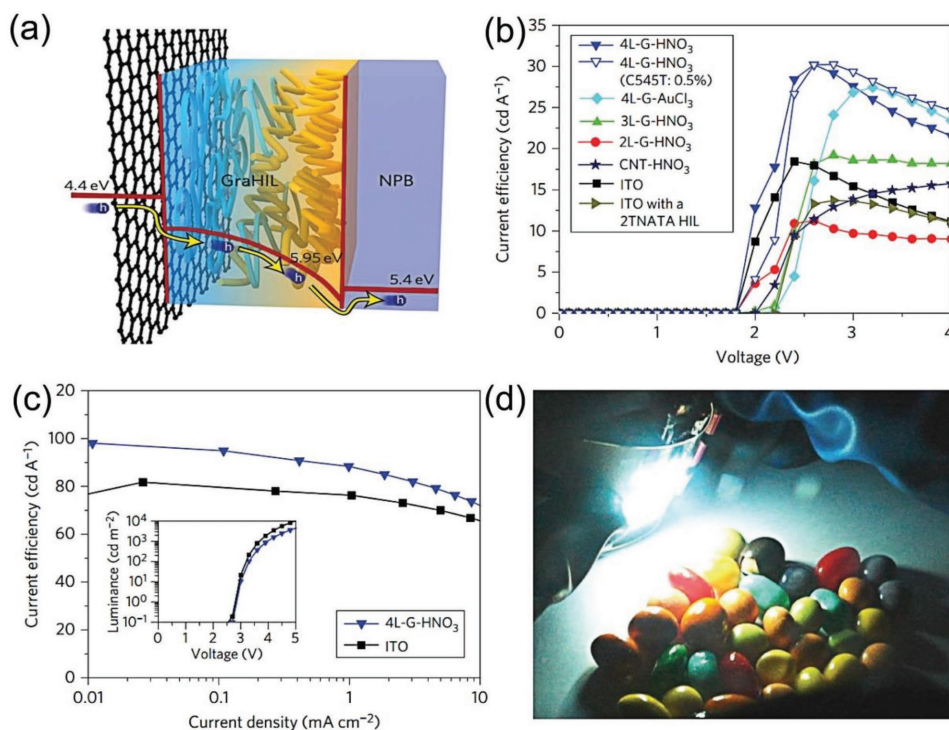 (a)
4.4 eV
h
GraHIL
NPB
h
5.95 eV
h
5.4 eV
h
(b)
Current efficiency (cd A⁻¹)
35
30
25
20
15
10
5
0
0
1
2
3
4
Voltage (V)
4L-G-HNO₃
4L-G-HNO₃
(C545T: 0.5%)
4L-G-AuCl₃
3L-G-HNO₃
2L-G-HNO₃
CNT-HNO₃
ITO
ITO with a
2TNATA HIL
(c)
Current efficiency (cd A⁻¹)
20
100
80
60
40
20
0
0.01
0.1
1
10
Current density (mA cm⁻²)
Luminance (cd m⁻²)
10⁴
10³
10²
10¹
10⁰
10⁻¹
0
1
2
3
4
5
Voltage (V)
4L-G-HNO₃
ITO
(d)